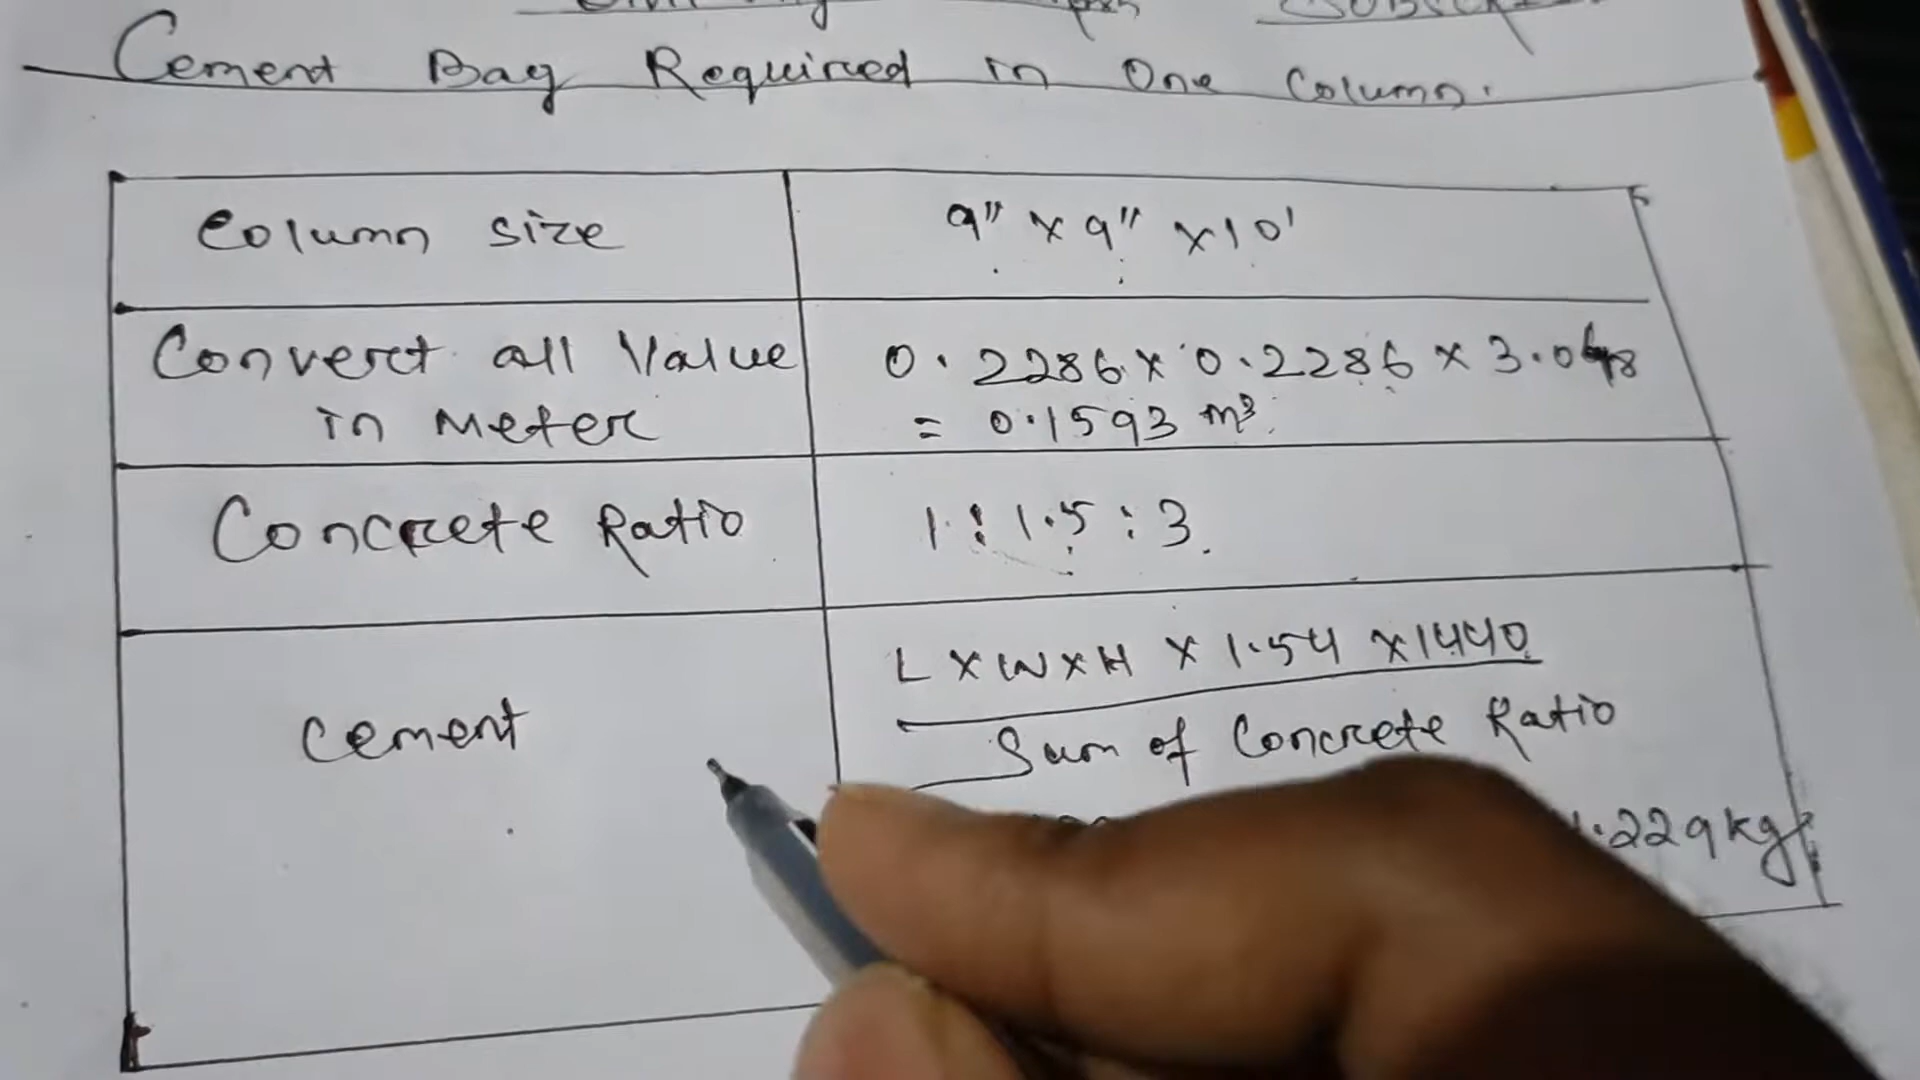 Cement Bag Required in One Column.
Column size
9" x 9" x 10'
Convert all Value
in Meter
0.2286 x 0.2286 x 3.048
= 0.1593 m³.
Concrete Ratio
1 : 1.5 : 3
Cement
L x W x H x 1.54 x 1440
Sum of Concrete Ratio
.229 kg